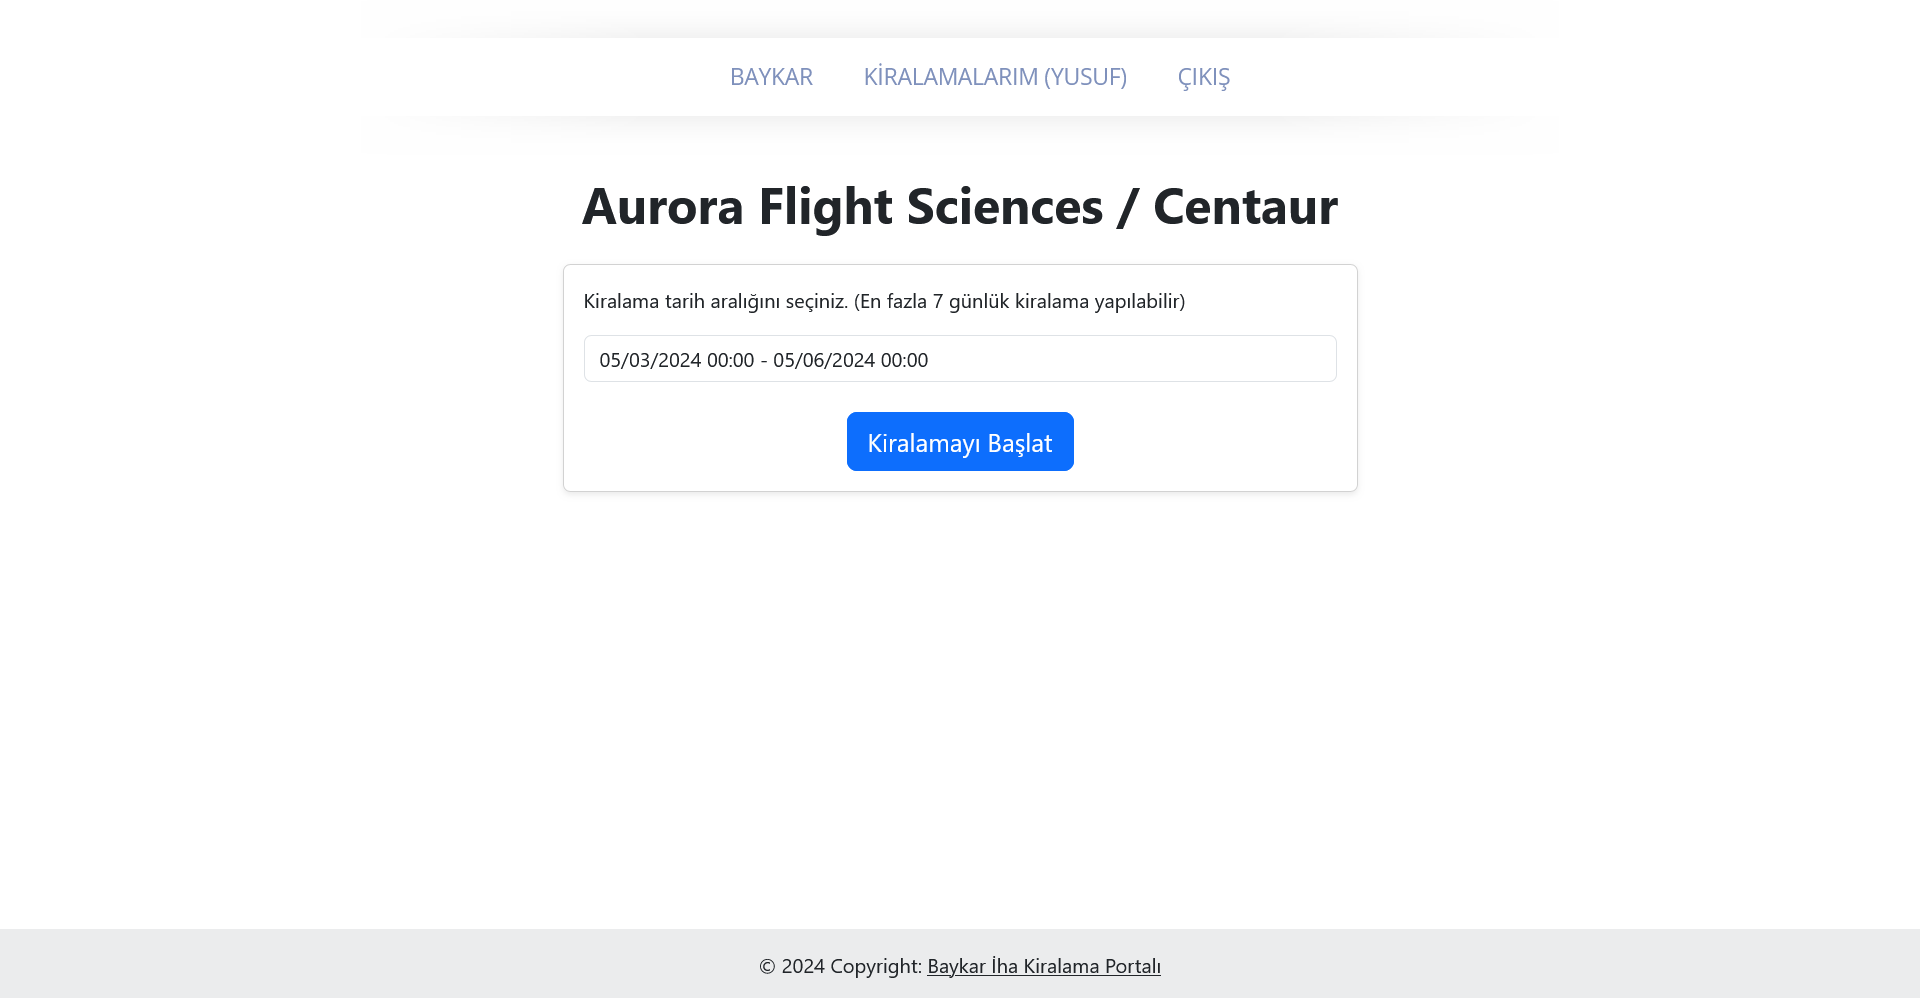 BAYKAR KİRALAMALARIM (YUSUF) ÇIKIŞ
Aurora Flight Sciences / Centaur
Kiralama tarih aralığını seçiniz. (En fazla 7 günlük kiralama yapılabilir)
05/03/2024 00:00 - 05/06/2024 00:00
Kiralamayı Başlat
© 2024 Copyright: Baykar İha Kiralama Portalı